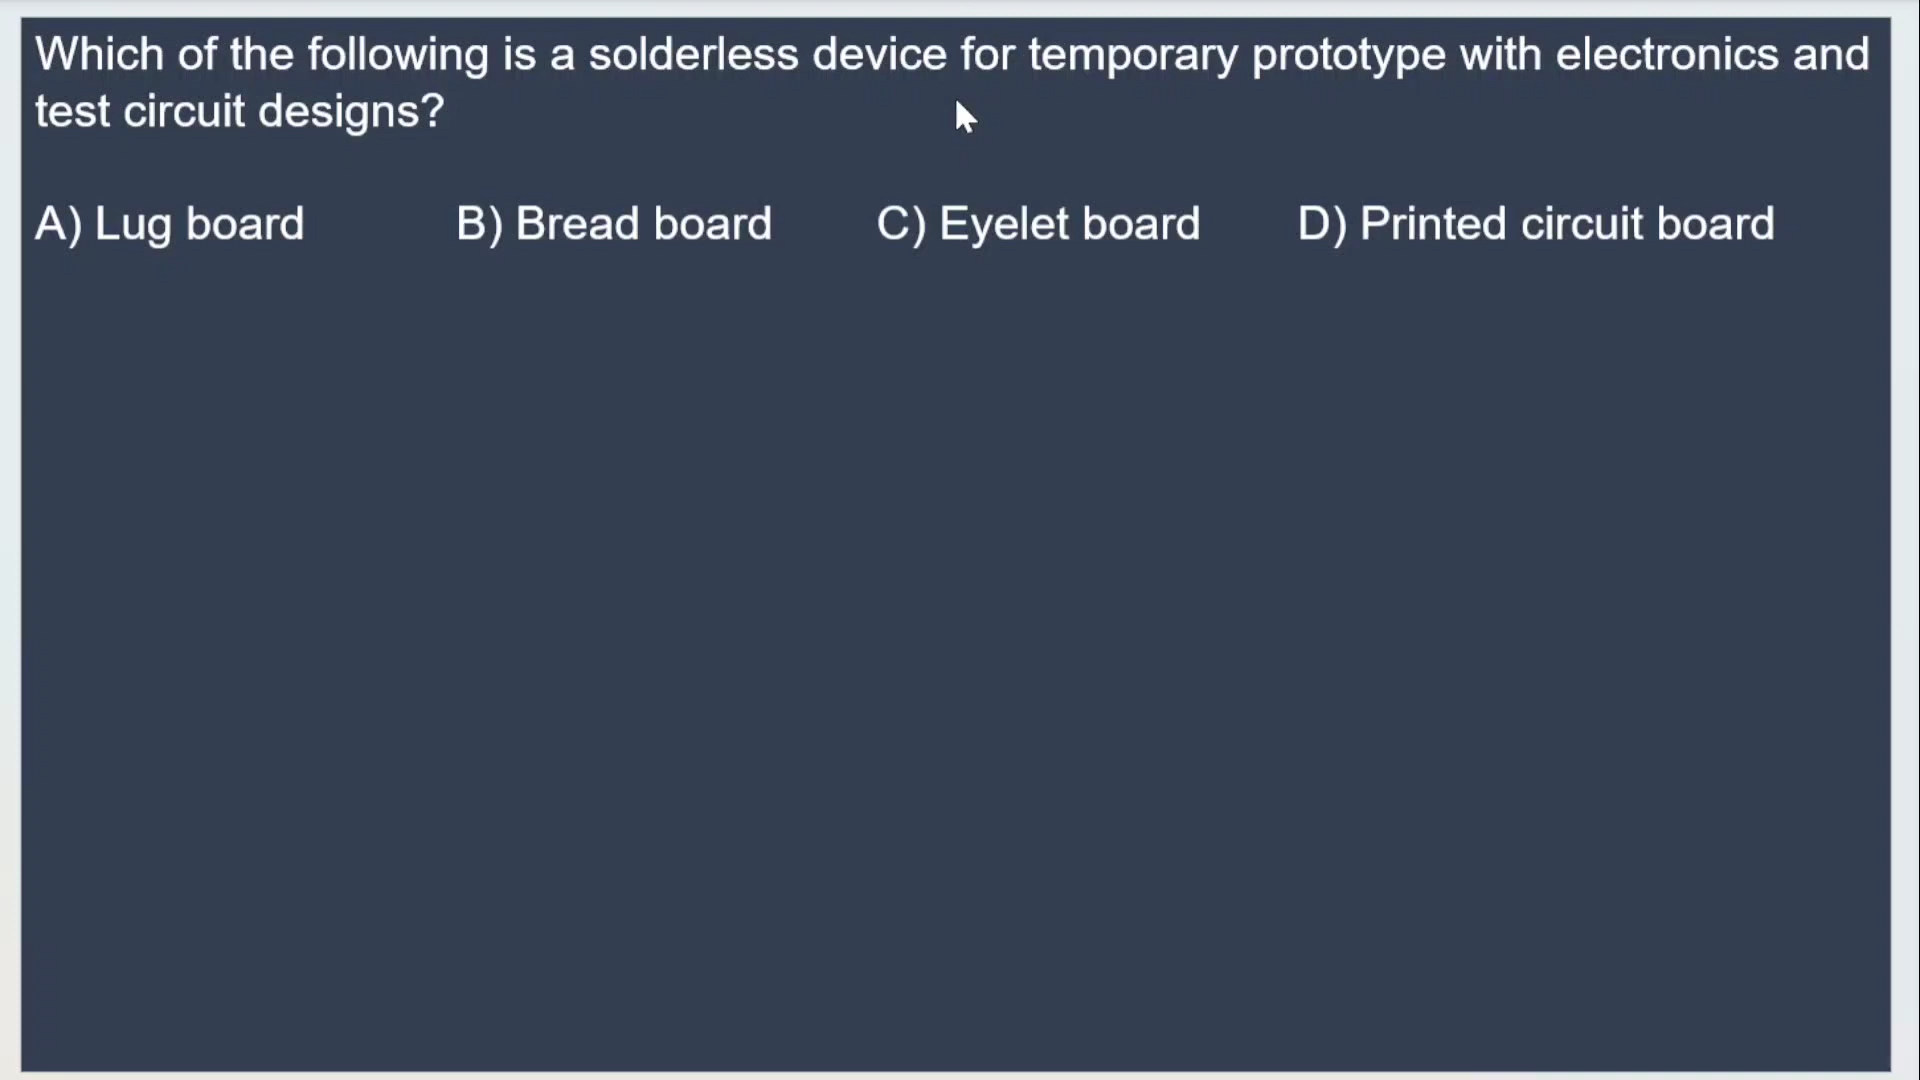 Which of the following is a solderless device for temporary prototype with electronics and
test circuit designs?
A) Lug board B) Bread board C) Eyelet board D) Printed circuit board